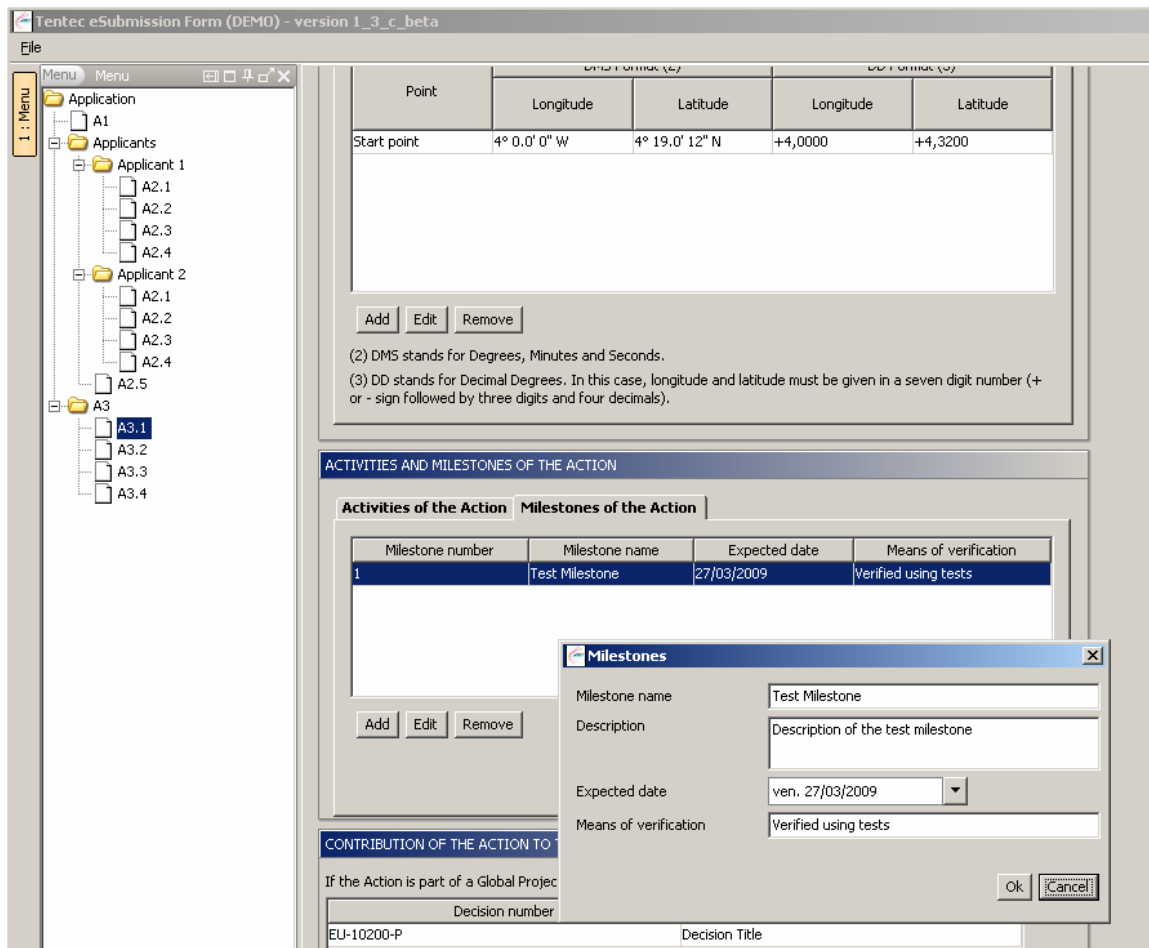 Tentec eSubmission Form (DEMO) - version 1_3_c_beta
File
1 : Menu
Menu Menu
Application
A1
Applicants
Applicant 1
A2.1
A2.2
A2.3
A2.4
Applicant 2
A2.1
A2.2
A2.3
A2.4
A2.5
A3
A3.1
A3.2
A3.3
A3.4
Point DMS Format (2) DD Format (3)
Longitude Latitude Longitude Latitude
Start point 4° 0.0' 0" W 4° 19.0' 12" N +4,0000 +4,3200
Add Edit Remove
(2) DMS stands for Degrees, Minutes and Seconds.
(3) DD stands for Decimal Degrees. In this case, longitude and latitude must be given in a seven digit number (+
or - sign followed by three digits and four decimals).
ACTIVITIES AND MILESTONES OF THE ACTION
Activities of the Action Milestones of the Action
Milestone number Milestone name Expected date Means of verification
1 Test Milestone 27/03/2009 Verified using tests
Add Edit Remove
Milestones
Milestone name Test Milestone
Description Description of the test milestone
Expected date ven. 27/03/2009
Means of verification Verified using tests
Ok Cancel
CONTRIBUTION OF THE ACTION TO
If the Action is part of a Global Projec
Decision number
EU-10200-P Decision Title